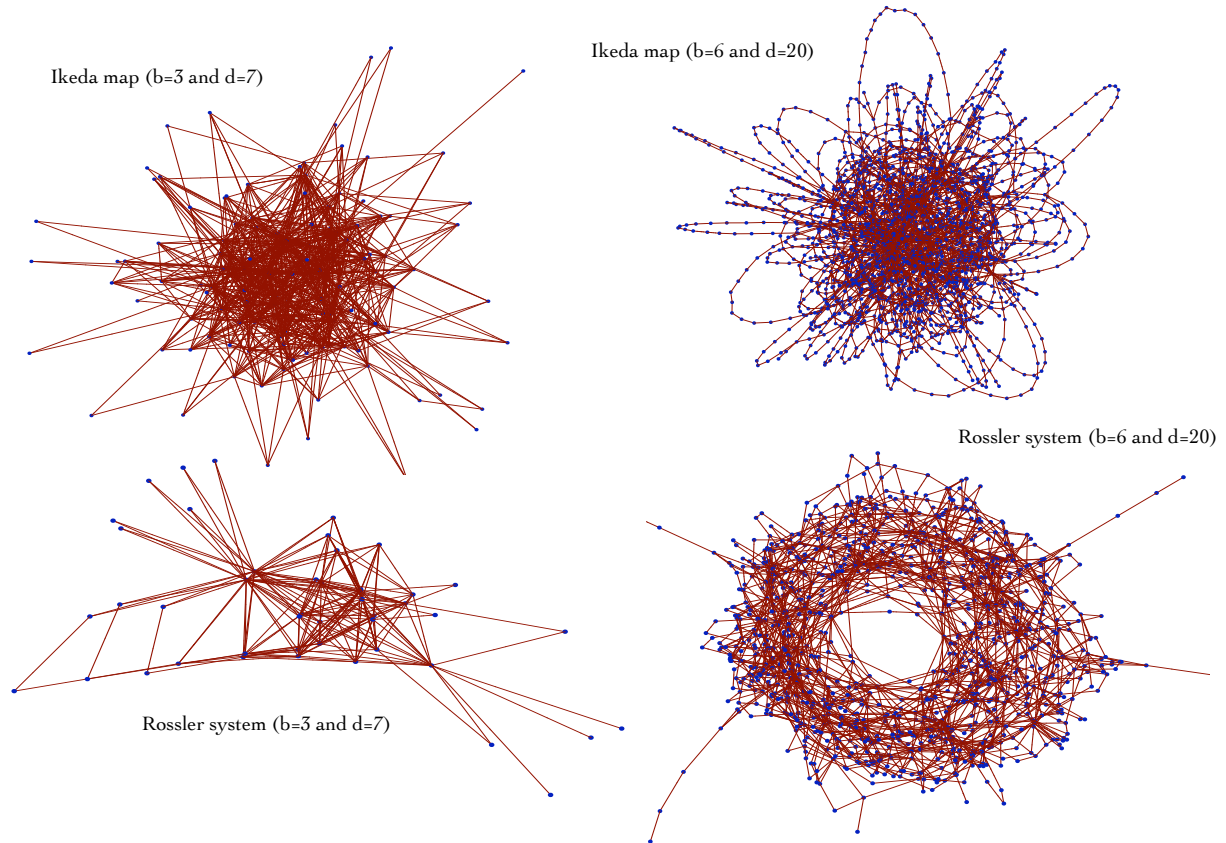 Ikeda map (b=3 and d=7)
Ikeda map (b=6 and d=20)
Rossler system (b=3 and d=7)
Rossler system (b=6 and d=20)